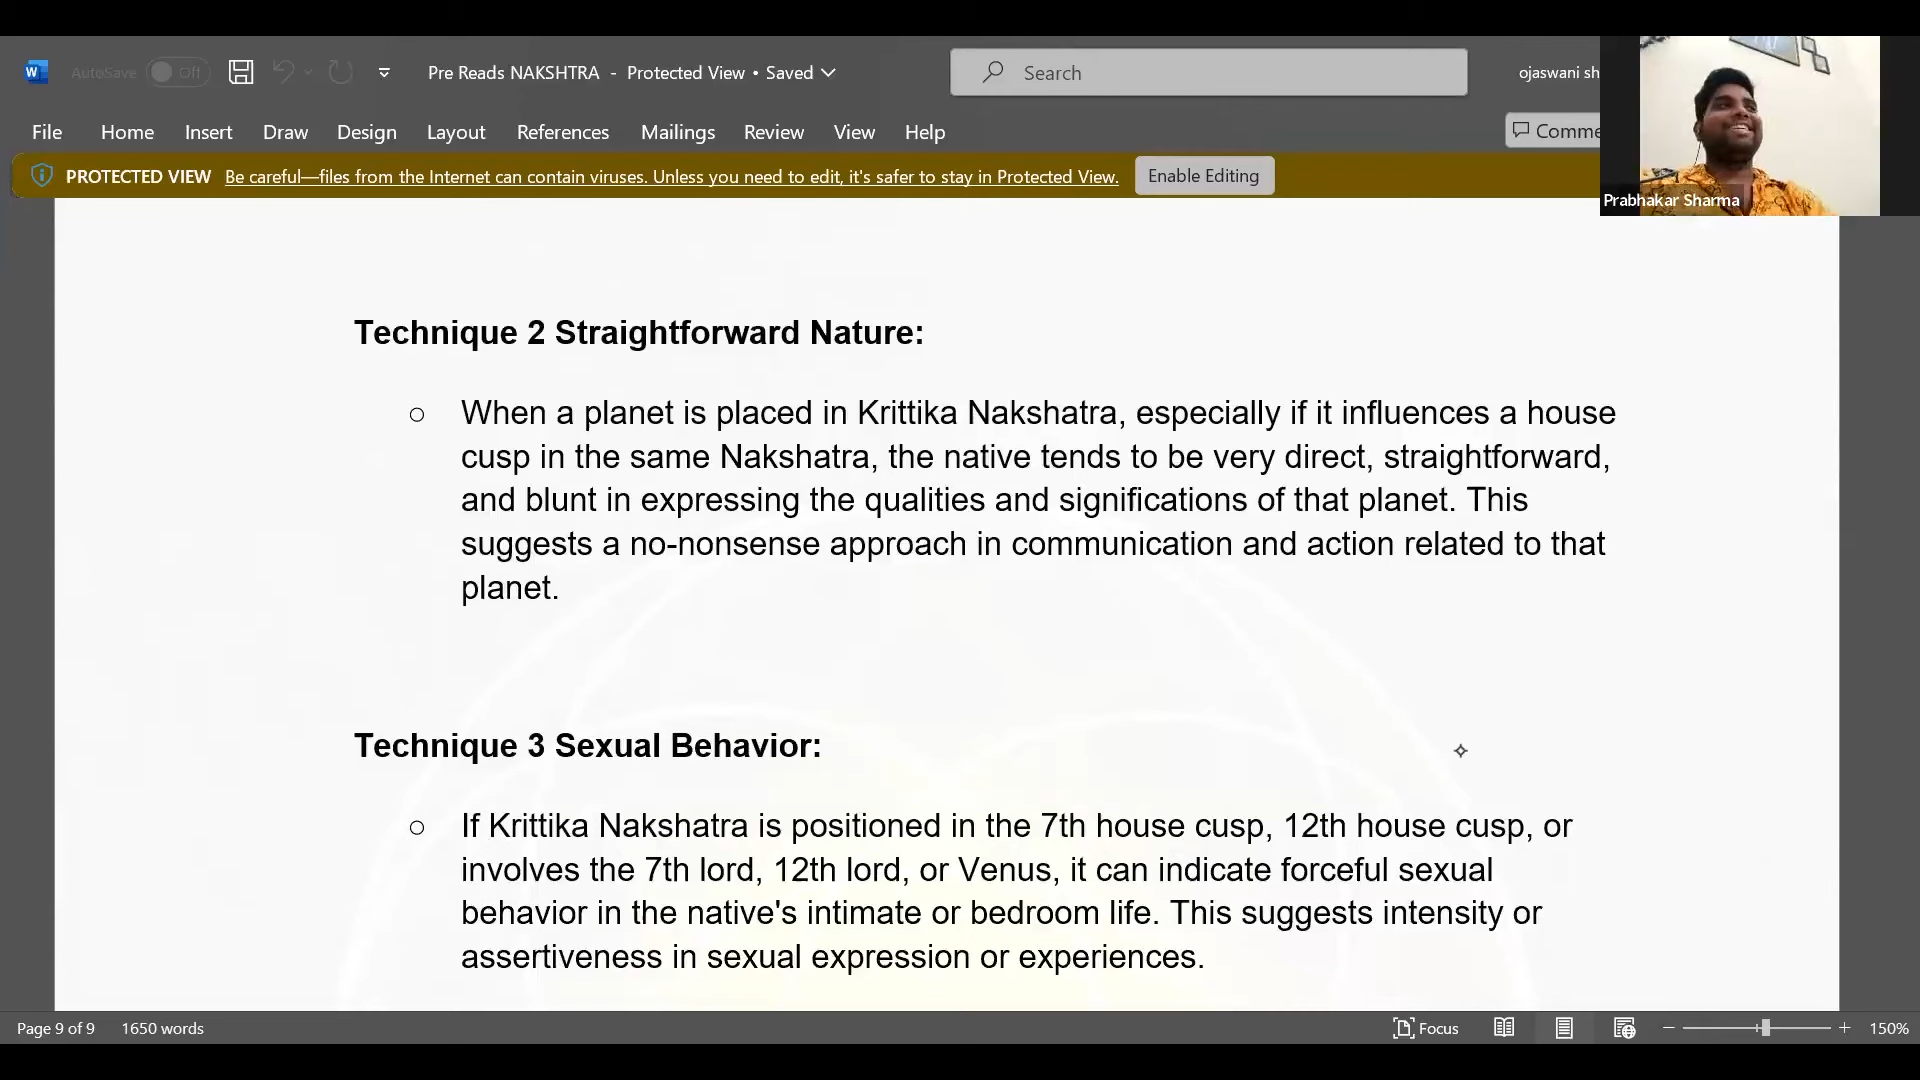 AutoSave Off Pre Reads NAKSHTRA - Protected View • Saved Search ojaswani sh
File Home Insert Draw Design Layout References Mailings Review View Help Comme
PROTECTED VIEW Be careful—files from the Internet can contain viruses. Unless you need to edit, it's safer to stay in Protected View. Enable Editing
Prabhakar Sharma
Technique 2 Straightforward Nature:
○ When a planet is placed in Krittika Nakshatra, especially if it influences a house
cusp in the same Nakshatra, the native tends to be very direct, straightforward,
and blunt in expressing the qualities and significations of that planet. This
suggests a no-nonsense approach in communication and action related to that
planet.
Technique 3 Sexual Behavior:
○ If Krittika Nakshatra is positioned in the 7th house cusp, 12th house cusp, or
involves the 7th lord, 12th lord, or Venus, it can indicate forceful sexual
behavior in the native's intimate or bedroom life. This suggests intensity or
assertiveness in sexual expression or experiences.
Page 9 of 9 1650 words Focus 150%